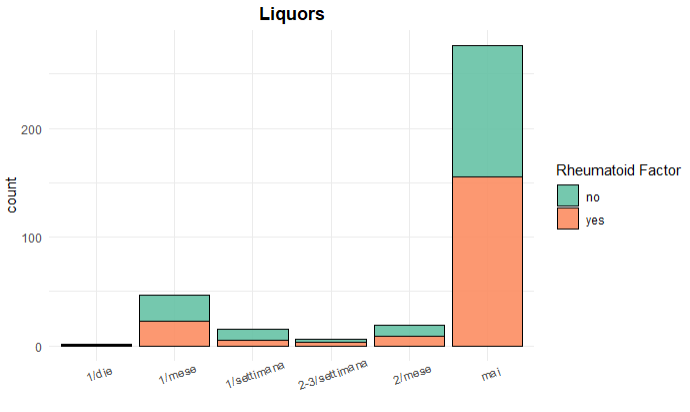 Liquors
count
200
100
0
1/die
1/mese
1/settimana
2-3/settimana
2/mese
mai
Rheumatoid Factor
no
yes